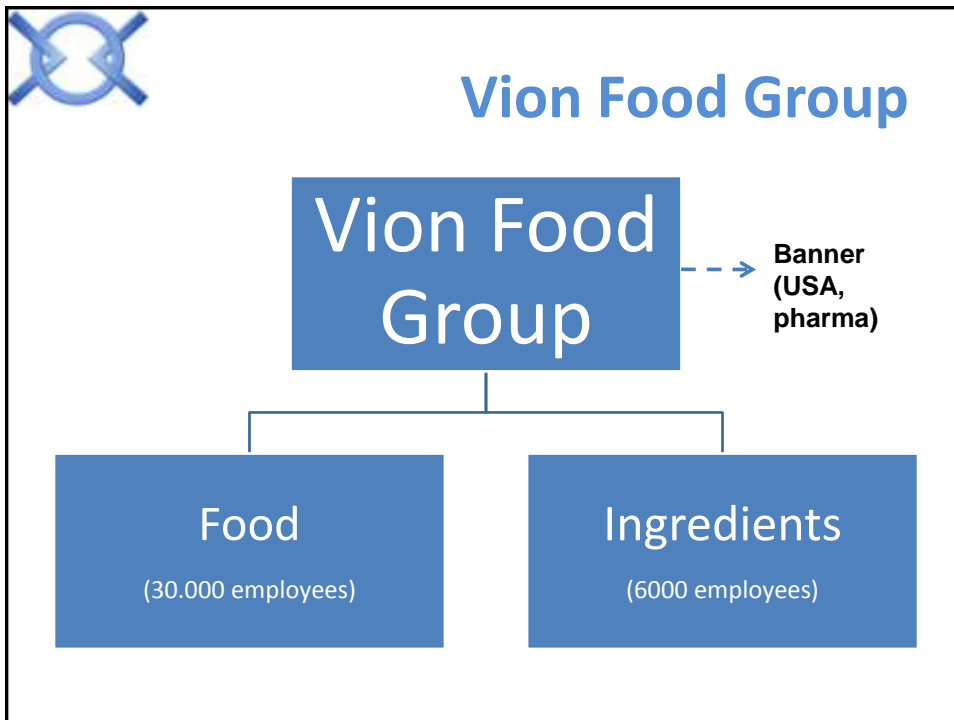 Vion Food Group
Vion Food
Group
Banner
(USA,
pharma)
Food
(30.000 employees)
Ingredients
(6000 employees)